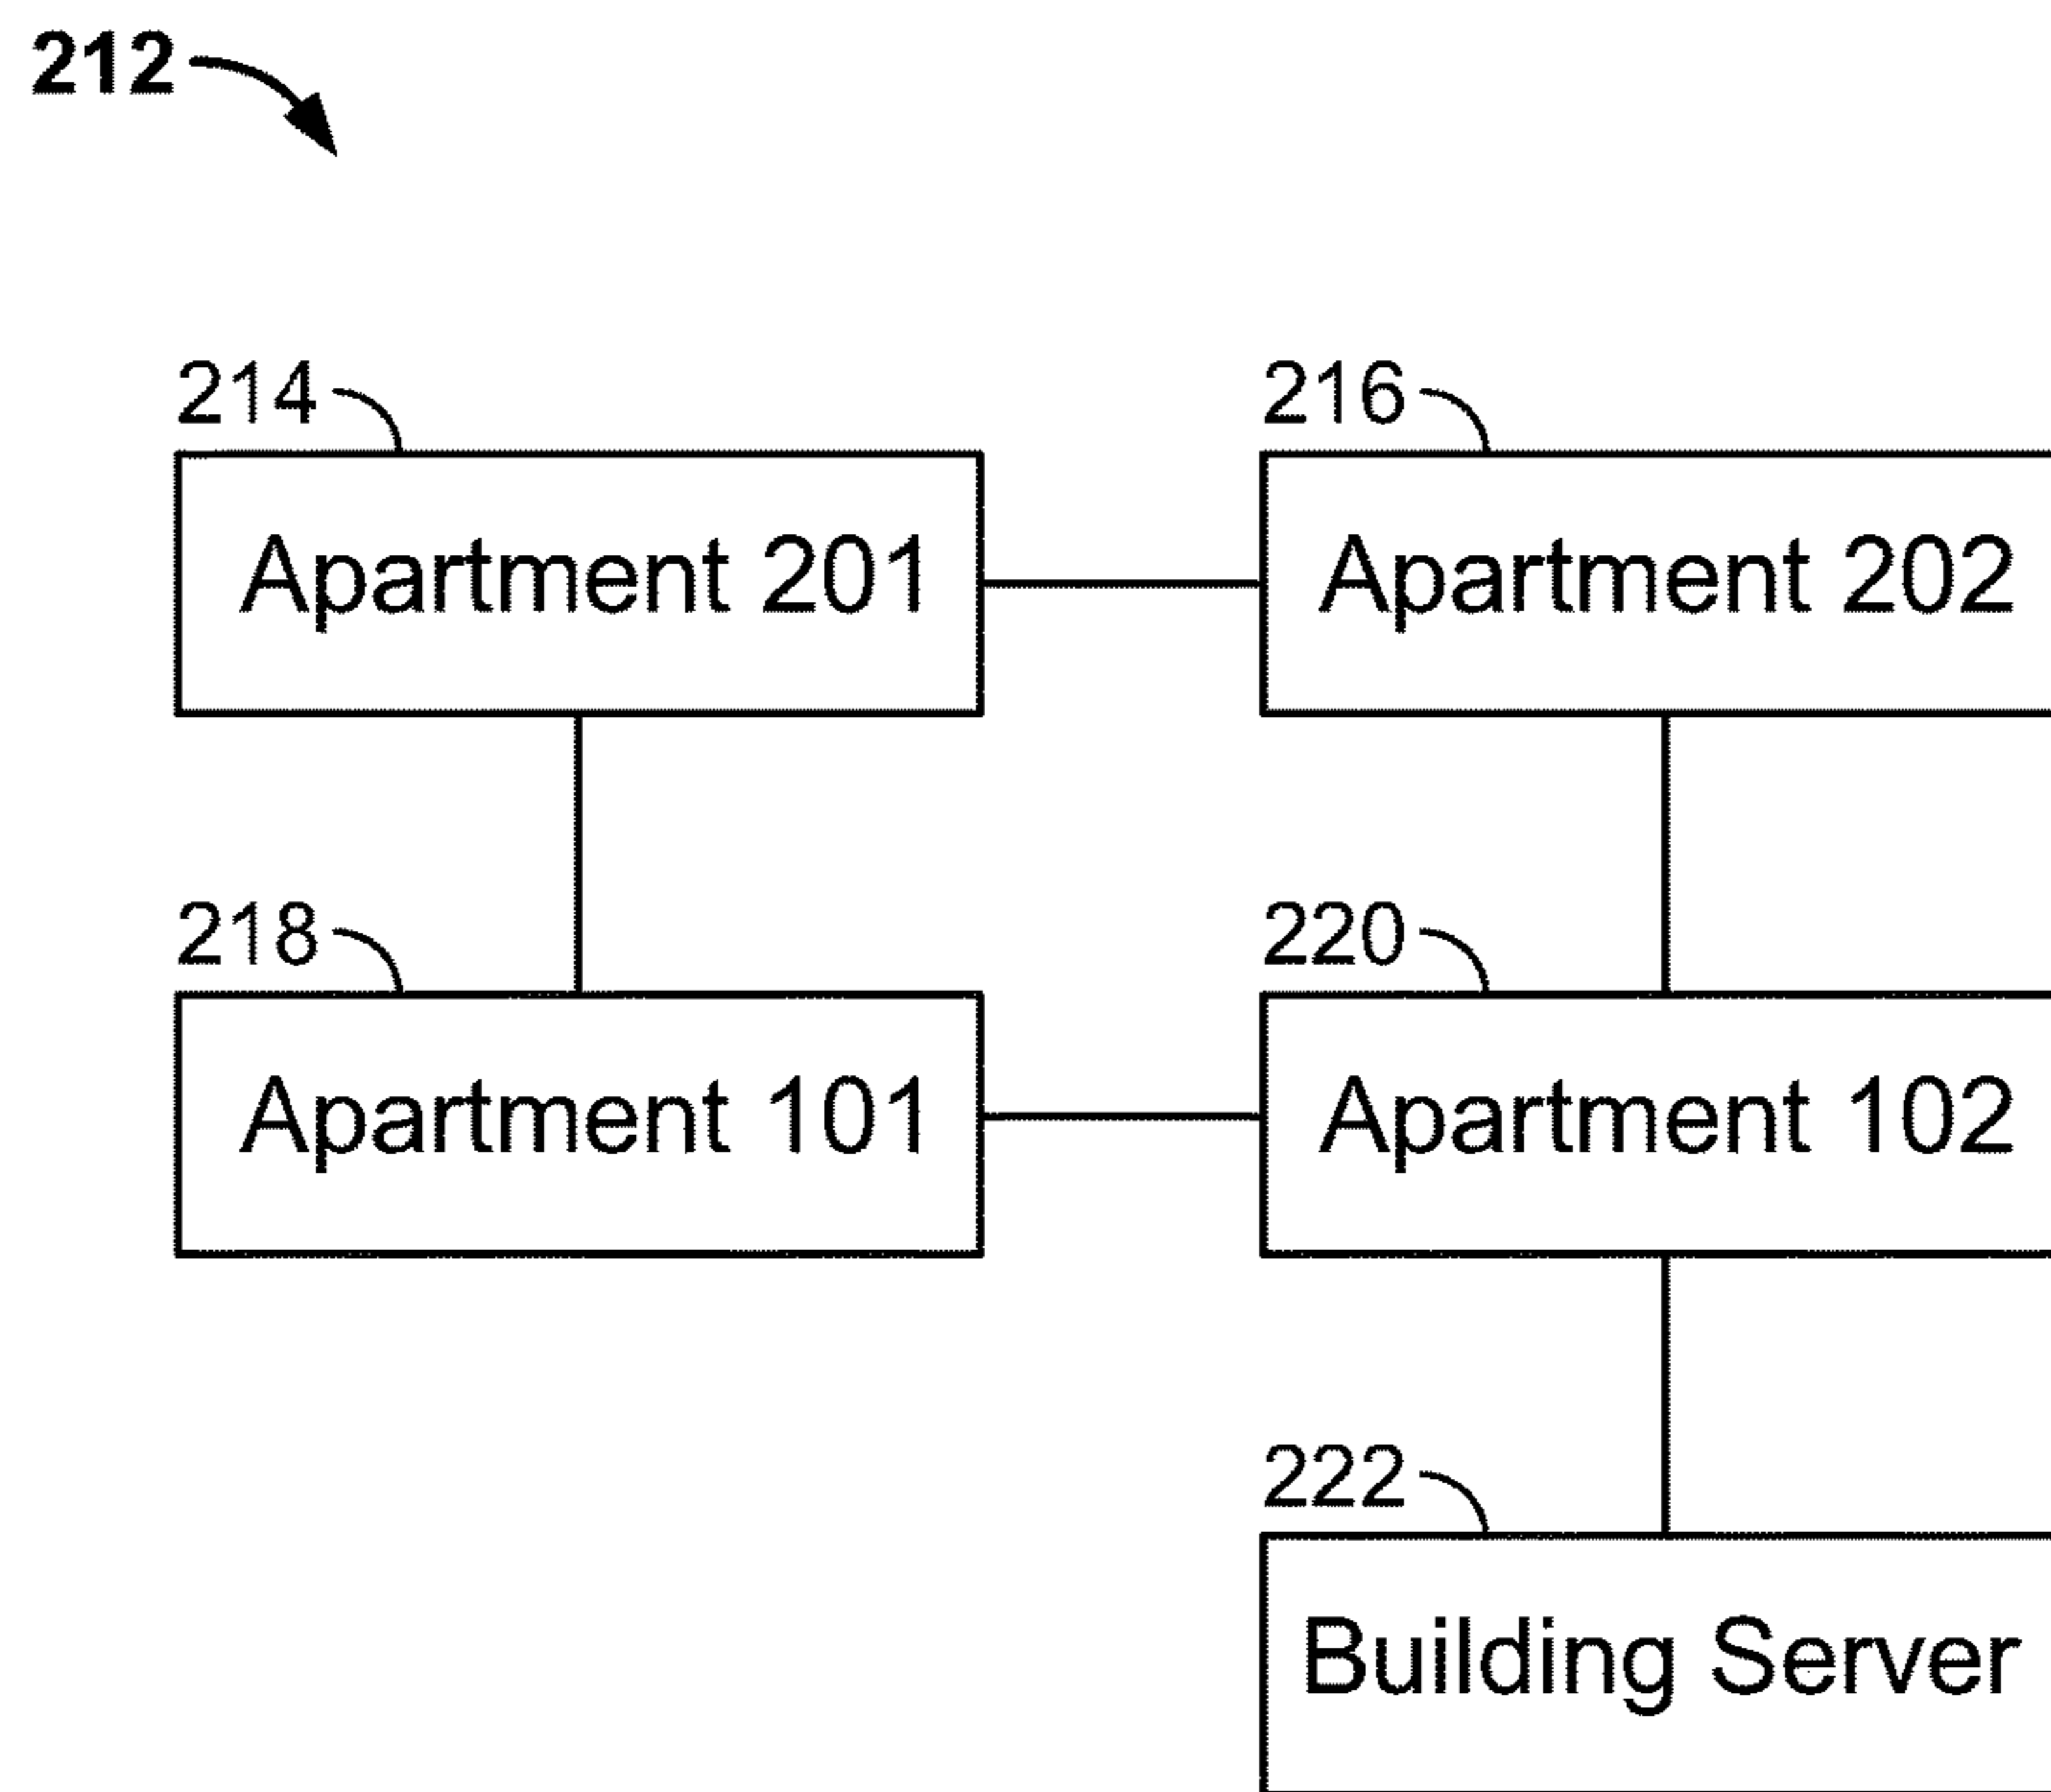 212
214
216
Apartment 201
Apartment 202
218
220
Apartment 101
Apartment 102
222
Building Server